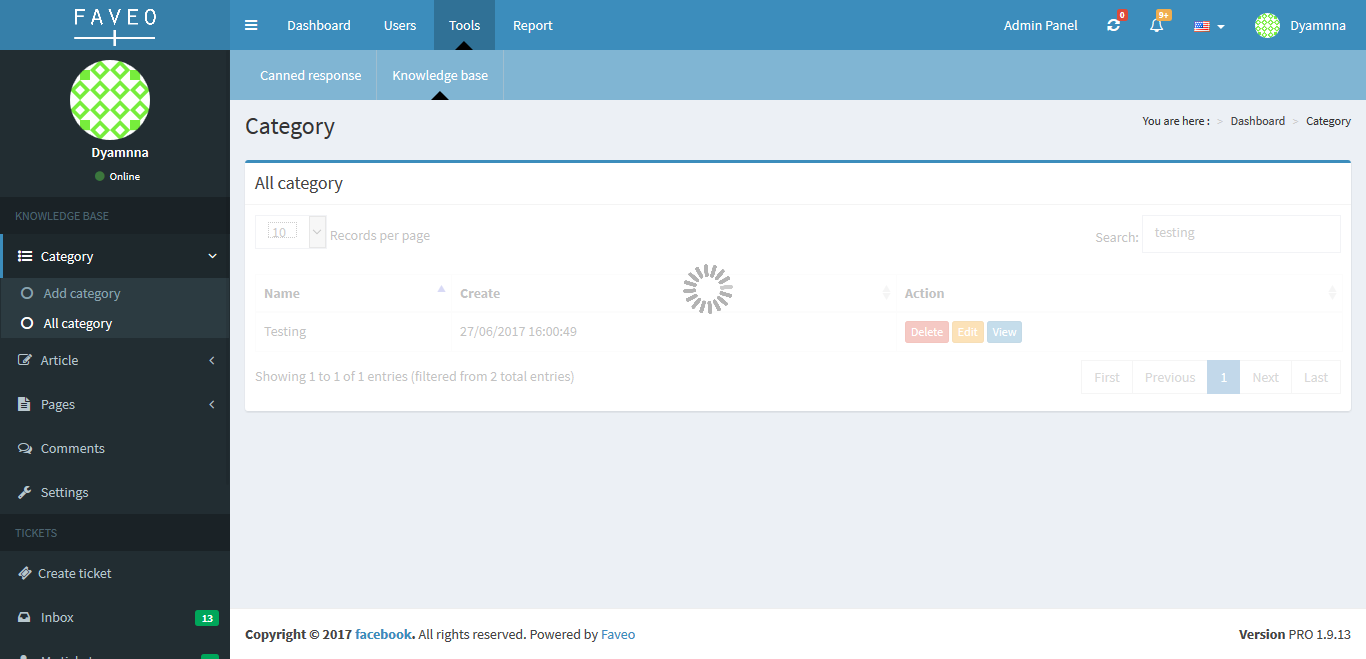 FAVEO
Dashboard Users Tools Report Admin Panel 0 9+ Dyamnna
Canned response Knowledge base
Dyamnna
Online
KNOWLEDGE BASE
Category
Add category
All category
Article
Pages
Comments
Settings
TICKETS
Create ticket
Inbox 13
Category
You are here : > Dashboard > Category
All category
10 Records per page
Search: testing
Name Create Action
Testing 27/06/2017 16:00:49 Delete Edit View
Showing 1 to 1 of 1 entries (filtered from 2 total entries)
First Previous 1 Next Last
Copyright © 2017 facebook. All rights reserved. Powered by Faveo
Version PRO 1.9.13